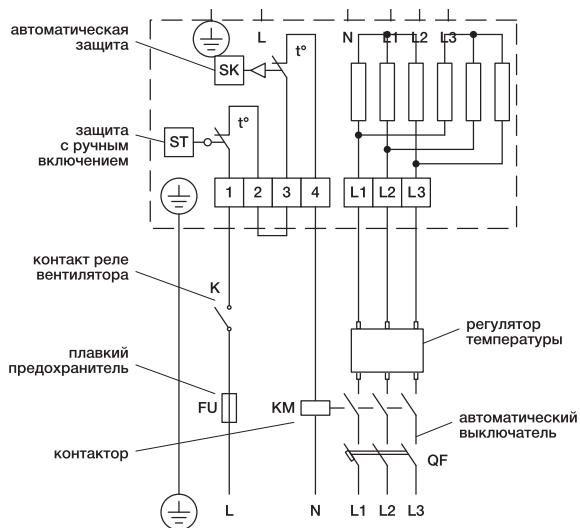 L N L1 L2 L3
автоматическая
защита
SK
t°
защита
с ручным
включением
ST
t°
1 2 3 4 L1 L2 L3
контакт реле
вентилятора
K
регулятор
температуры
плавкий
предохранитель
FU KM
автоматический
выключатель
контактор
QF
L N L1 L2 L3